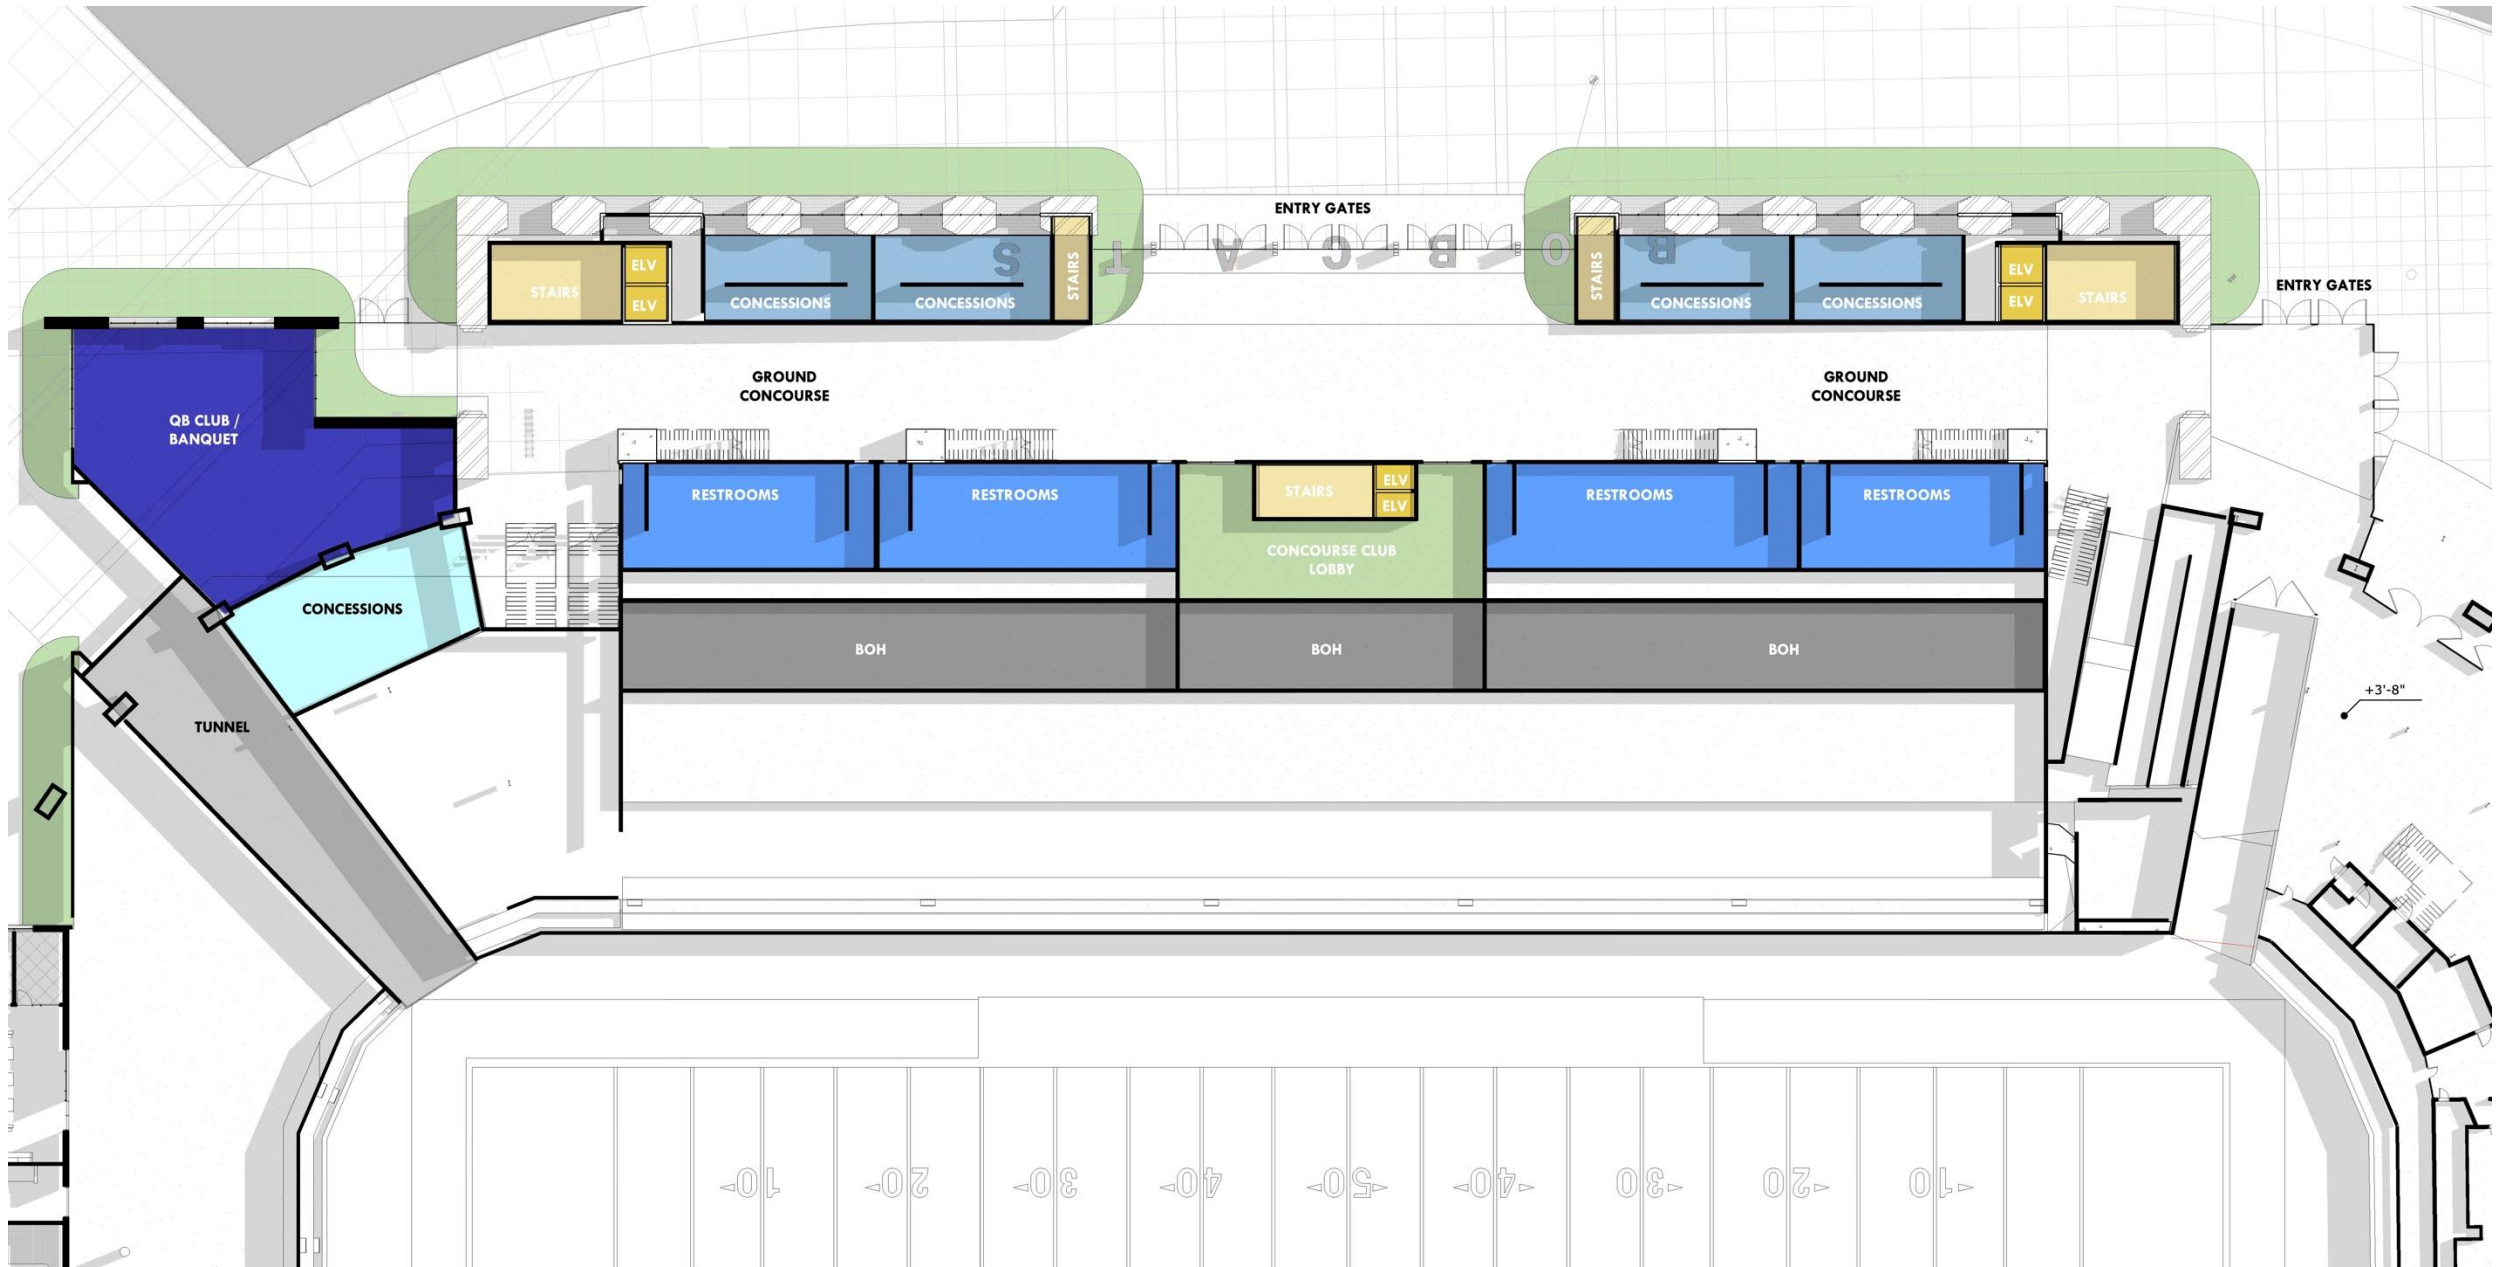 ENTRY GATES
BOBCATS
ELV
ELV
STAIRS
CONCESSIONS
CONCESSIONS
STAIRS
STAIRS
CONCESSIONS
CONCESSIONS
ELV
ELV
STAIRS
ENTRY GATES
GROUND
CONCOURSE
GROUND
CONCOURSE
QB CLUB /
BANQUET
RESTROOMS
RESTROOMS
STAIRS
ELV
ELV
RESTROOMS
RESTROOMS
CONCOURSE CLUB
LOBBY
CONCESSIONS
BOH
BOH
BOH
TUNNEL
+3'-8"
10 20 30 40 50 40 30 20 10